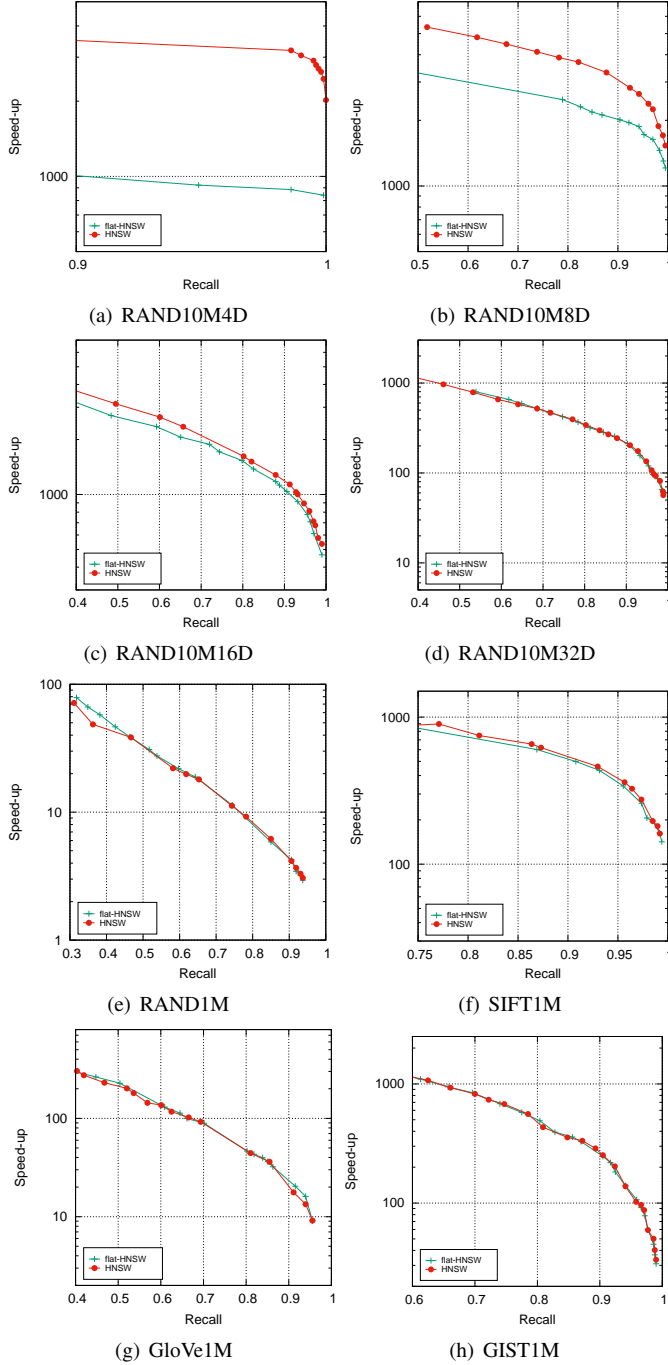 Speed-up
1000
flat-HNSW
HNSW
0.9
1
Recall
(a) RAND10M4D
Speed-up
1000
flat-HNSW
HNSW
0.5
0.6
0.7
0.8
0.9
1
Recall
(b) RAND10M8D
Speed-up
1000
flat-HNSW
HNSW
0.4
0.5
0.6
0.7
0.8
0.9
1
Recall
(c) RAND10M16D
Speed-up
1000
100
10
flat-HNSW
HNSW
0.4
0.5
0.6
0.7
0.8
0.9
1
Recall
(d) RAND10M32D
Speed-up
100
10
1
flat-HNSW
HNSW
0.3
0.4
0.5
0.6
0.7
0.8
0.9
1
Recall
(e) RAND1M
Speed-up
1000
100
flat-HNSW
HNSW
0.75
0.8
0.85
0.9
0.95
1
Recall
(f) SIFT1M
Speed-up
100
10
flat-HNSW
HNSW
0.4
0.5
0.6
0.7
0.8
0.9
1
Recall
(g) GloVe1M
Speed-up
1000
100
flat-HNSW
HNSW
0.6
0.7
0.8
0.9
1
Recall
(h) GIST1M